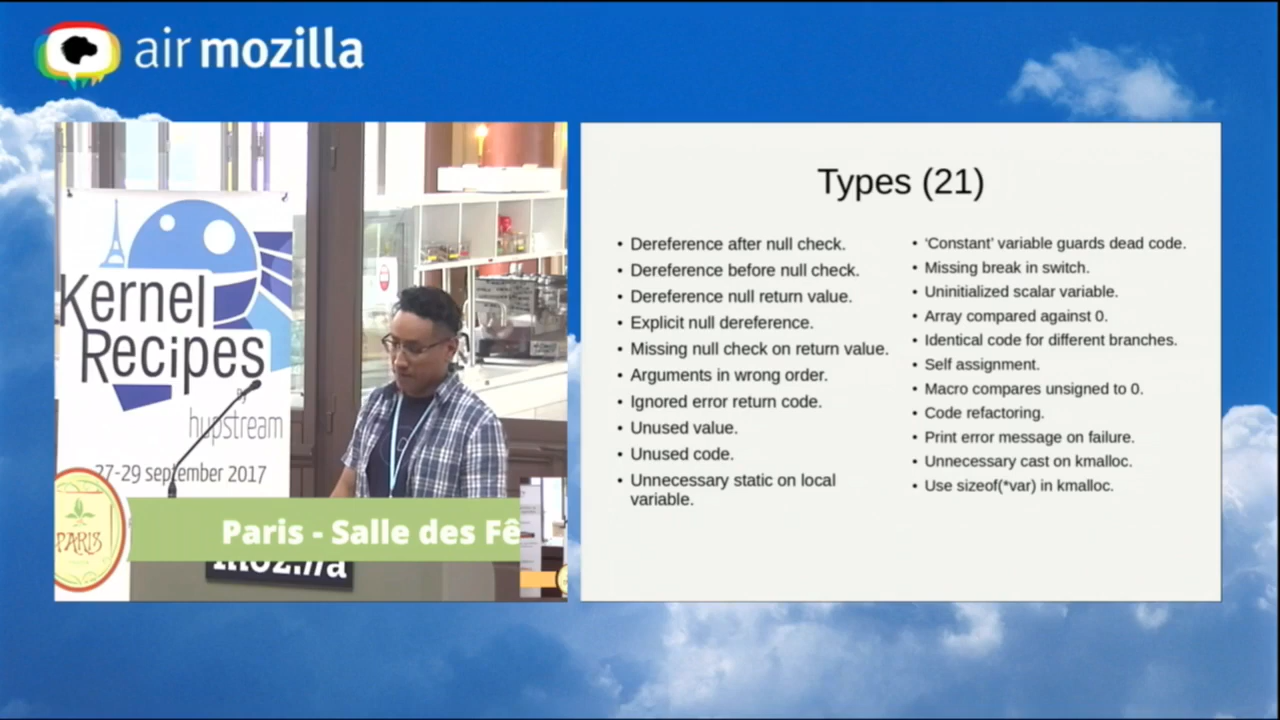 air mozilla
Kernel
Recipes
By
hupstream
27-29 september 2017
PARIS
Paris - Salle des Fê
moz://a
Types (21)
• Dereference after null check.
• Dereference before null check.
• Dereference null return value.
• Explicit null dereference.
• Missing null check on return value.
• Arguments in wrong order.
• Ignored error return code.
• Unused value.
• Unused code.
• Unnecessary static on local
variable.
• ‘Constant’ variable guards dead code.
• Missing break in switch.
• Uninitialized scalar variable.
• Array compared against 0.
• Identical code for different branches.
• Self assignment.
• Macro compares unsigned to 0.
• Code refactoring.
• Print error message on failure.
• Unnecessary cast on kmalloc.
• Use sizeof(*var) in kmalloc.